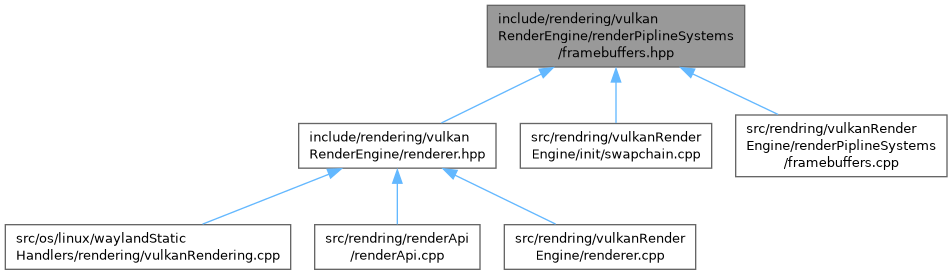 include/rendering/vulkan
RenderEngine/renderPiplineSystems
/framebuffers.hpp
include/rendering/vulkan
RenderEngine/renderer.hpp
src/rendring/vulkanRender
Engine/init/swapchain.cpp
src/rendring/vulkanRender
Engine/renderPiplineSystems
/framebuffers.cpp
src/os/linux/waylandStatic
Handlers/rendering/vulkanRendering.cpp
src/rendring/renderApi
/renderApi.cpp
src/rendring/vulkanRender
Engine/renderer.cpp